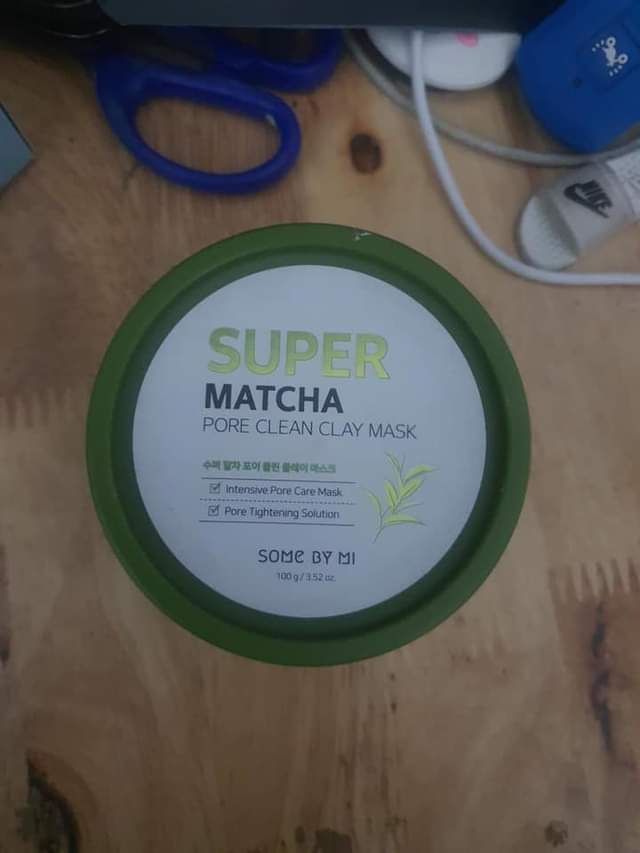 NIKE
SUPER
MATCHA
PORE CLEAN CLAY MASK
수퍼 말차 포어 클린 클레이 마스크
Intensive Pore Care Mask
Pore Tightening Solution
SOME BY MI
100 g / 3.52 oz.